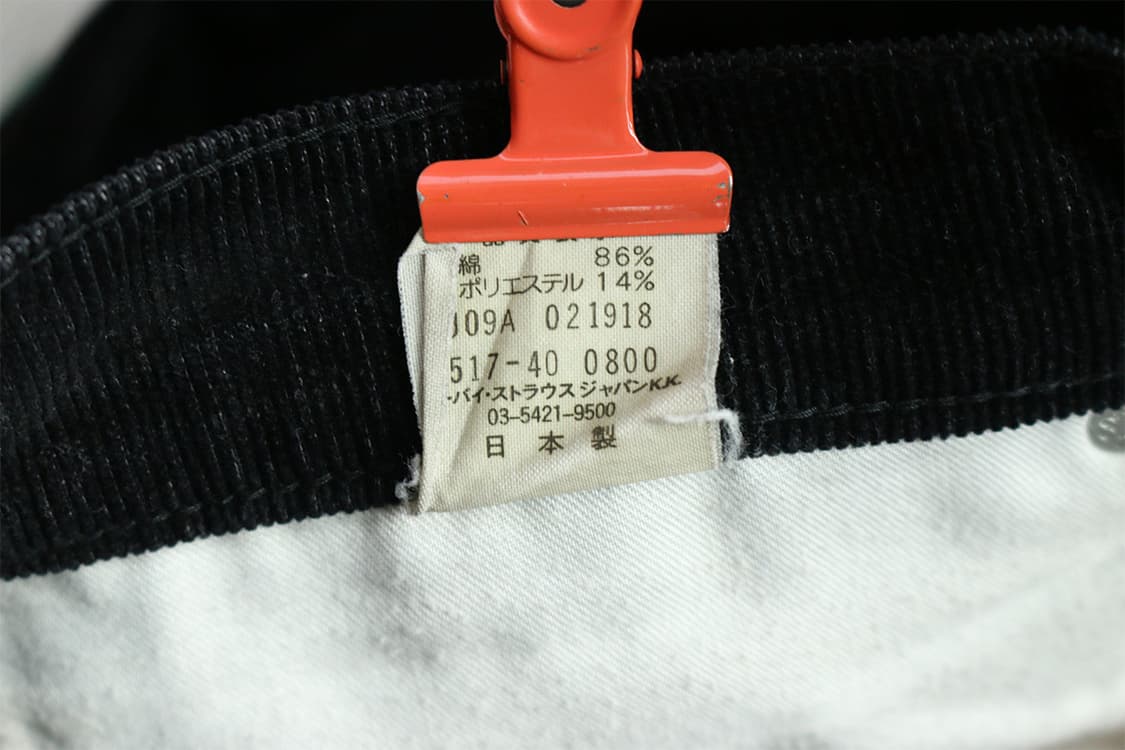 綿 86%
ポリエステル 14%
J09A 021918
517-40 0800
・バイ・ストラウス ジャパンK.K.
03-5421-9500
日本製